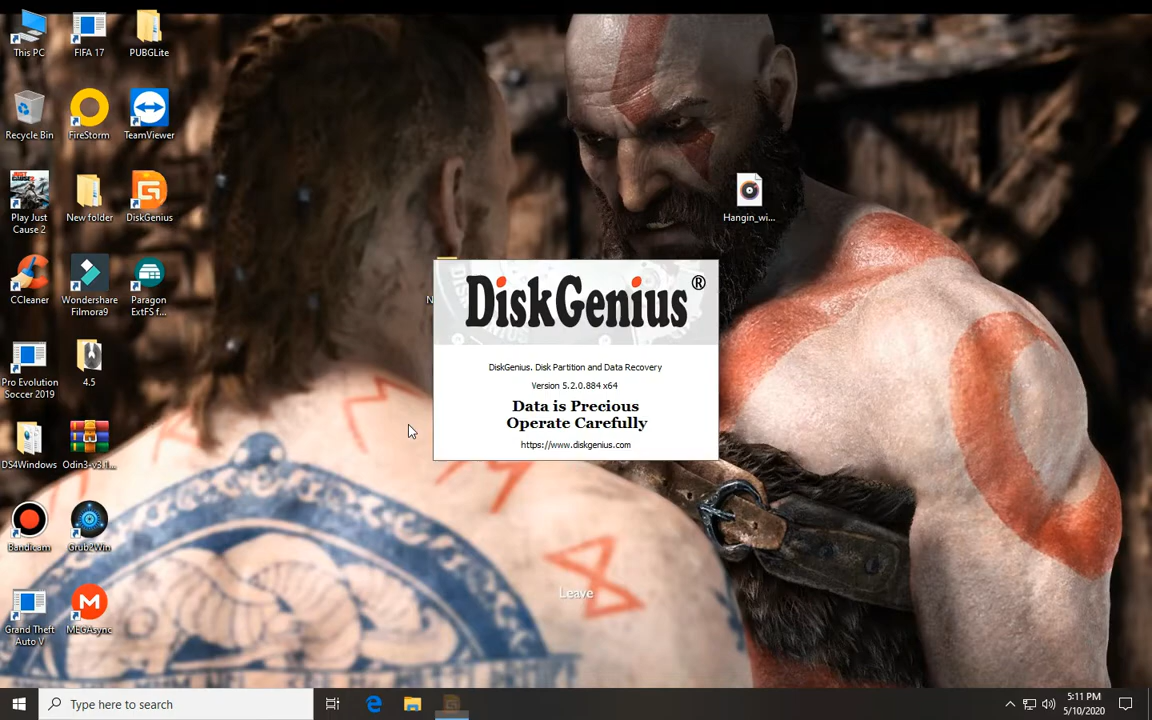 This PC
FIFA 17
PUBGLite
Recycle Bin
FireStorm
TeamViewer
Play Just
Cause 2
New folder
DiskGenius
CCleaner
Wondershare
Filmora9
Paragon
ExtFS f...
Pro Evolution
Soccer 2019
4.5
DS4Windows
Odin3-v3.1...
Bandicam
Grub2Win
Grand Theft
Auto V
MEGAsync
Hangin_wi...
N
DiskGenius®
DiskGenius. Disk Partition and Data Recovery
Version 5.2.0.884 x64
Data is Precious
Operate Carefully
https://www.diskgenius.com
Leave
Type here to search
5:11 PM
5/10/2020